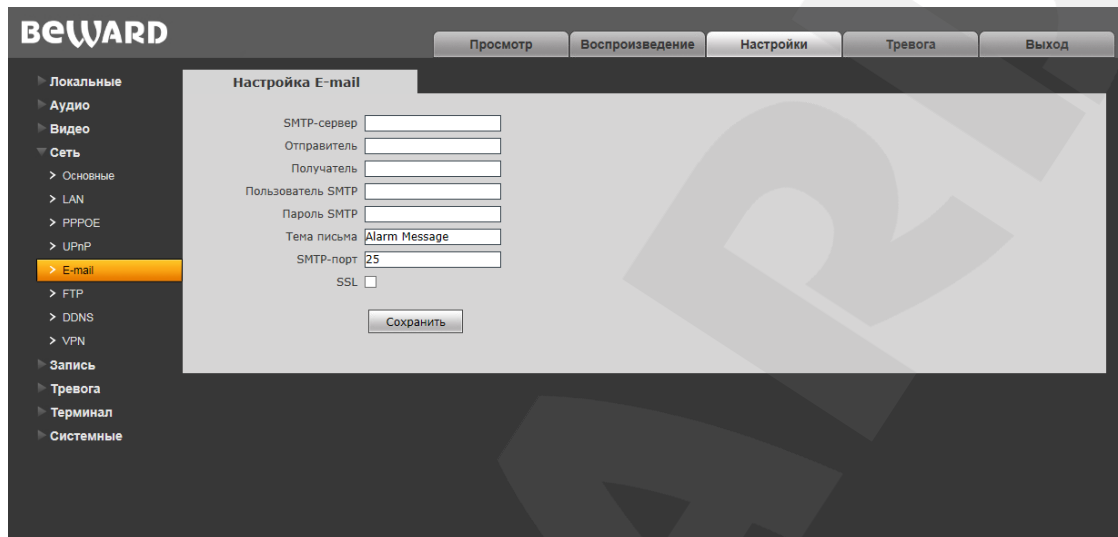 BEWARD
Просмотр
Воспроизведение
Настройки
Тревога
Выход
Локальные
Аудио
Видео
Сеть
> Основные
> LAN
> PPPOE
> UPnP
> E-mail
> FTP
> DDNS
> VPN
Запись
Тревога
Терминал
Системные
Настройка E-mail
SMTP-сервер
Отправитель
Получатель
Пользователь SMTP
Пароль SMTP
Тема письма Alarm Message
SMTP-порт 25
SSL
Сохранить